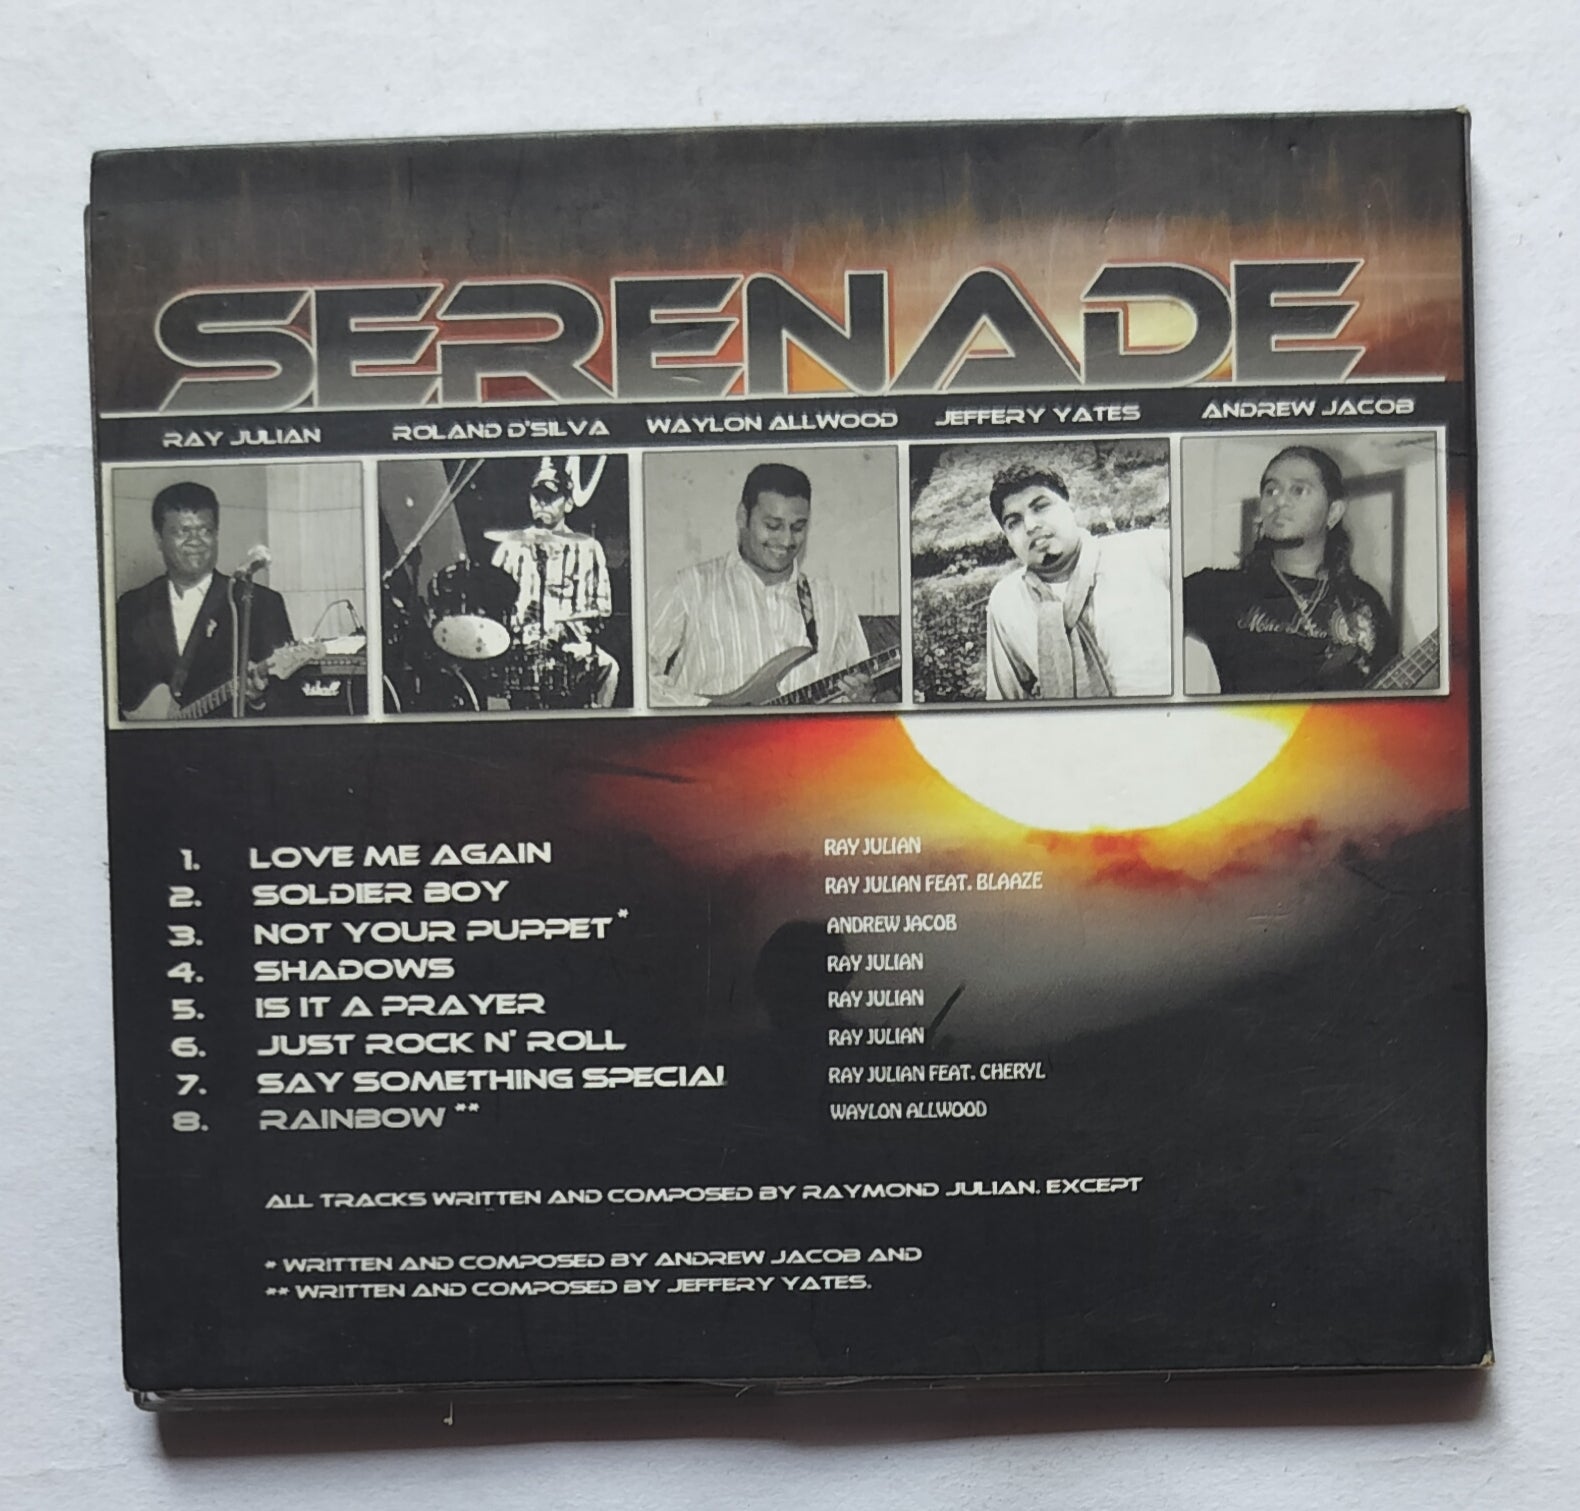 SERENADE
RAY JULIAN ROLAND D'SILVA WAYLON ALLWOOD JEFFERY YATES ANDREW JACOB
1. LOVE ME AGAIN RAY JULIAN
2. SOLDIER BOY RAY JULIAN FEAT. BLAAZE
3. NOT YOUR PUPPET* ANDREW JACOB
4. SHADOWS RAY JULIAN
5. IS IT A PRAYER RAY JULIAN
6. JUST ROCK N' ROLL RAY JULIAN
7. SAY SOMETHING SPECIAL RAY JULIAN FEAT. CHERYL
8. RAINBOW** WAYLON ALLWOOD
ALL TRACKS WRITTEN AND COMPOSED BY RAYMOND JULIAN. EXCEPT
* WRITTEN AND COMPOSED BY ANDREW JACOB AND
** WRITTEN AND COMPOSED BY JEFFERY YATES.